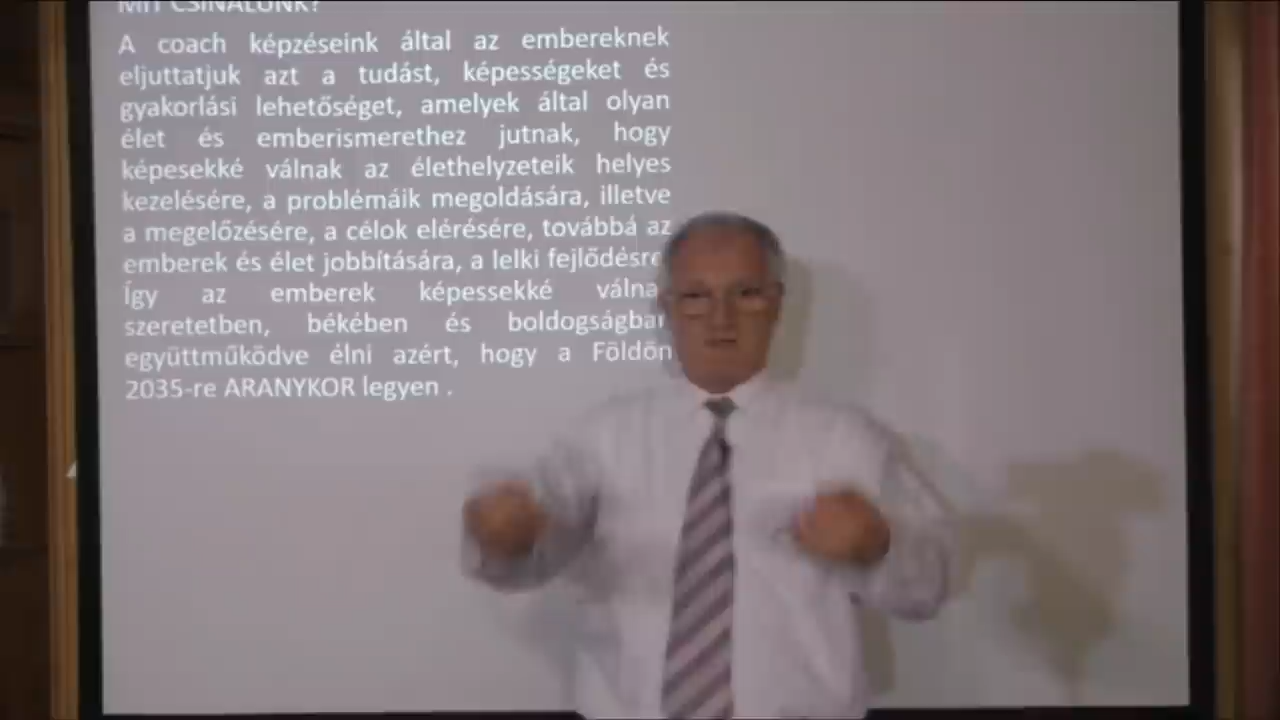 MIT CSINÁLUNK?
A coach képzéseink által az embereknek
eljuttatjuk azt a tudást, képességeket és
gyakorlási lehetőséget, amelyek által olyan
élet és emberismerethez jutnak, hogy
képesekké válnak az élethelyzeteik helyes
kezelésére, a problémáik megoldására, illetve
a megelőzésére, a célok elérésére, továbbá az
emberek és élet jobbítására, a lelki fejlődésre
Így az emberek képessekké válna
szeretetben, békében és boldogságban
együttműködve élni azért, hogy a Földön
2035-re ARANYKOR legyen .